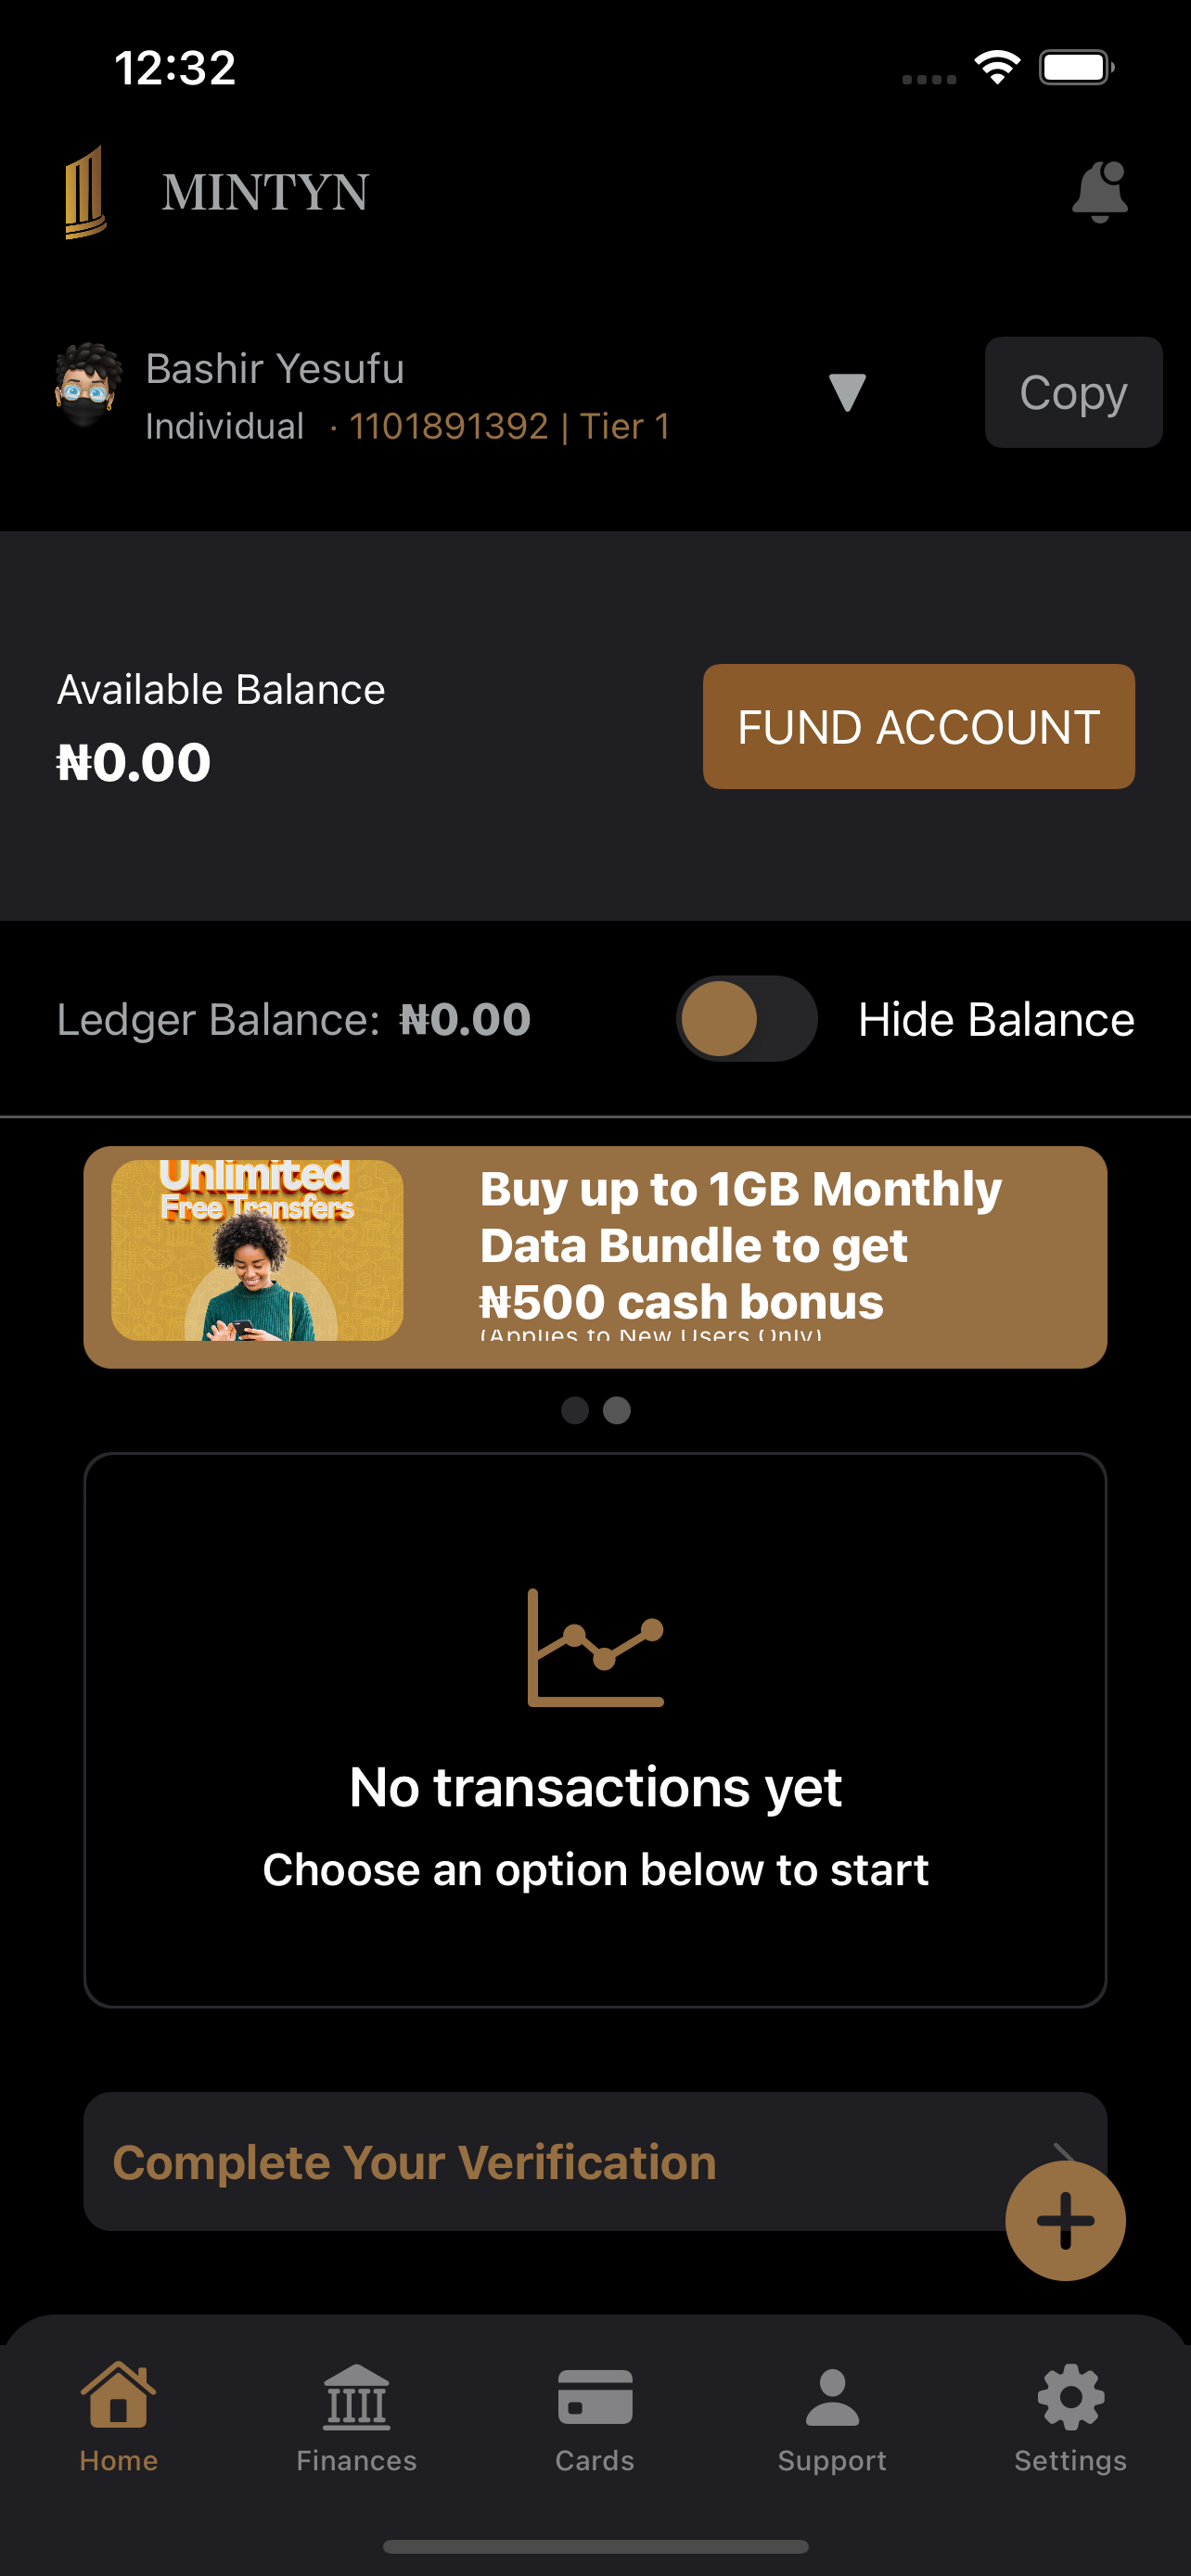 12:32
MINTYN
Bashir Yesufu
Individual · 1101891392 | Tier 1
Copy
Available Balance
₦0.00
FUND ACCOUNT
Ledger Balance: ₦0.00
Hide Balance
Unlimited
Free Transfers
Buy up to 1GB Monthly
Data Bundle to get
₦500 cash bonus
(Applies to New Users Only)
No transactions yet
Choose an option below to start
Complete Your Verification
Home
Finances
Cards
Support
Settings